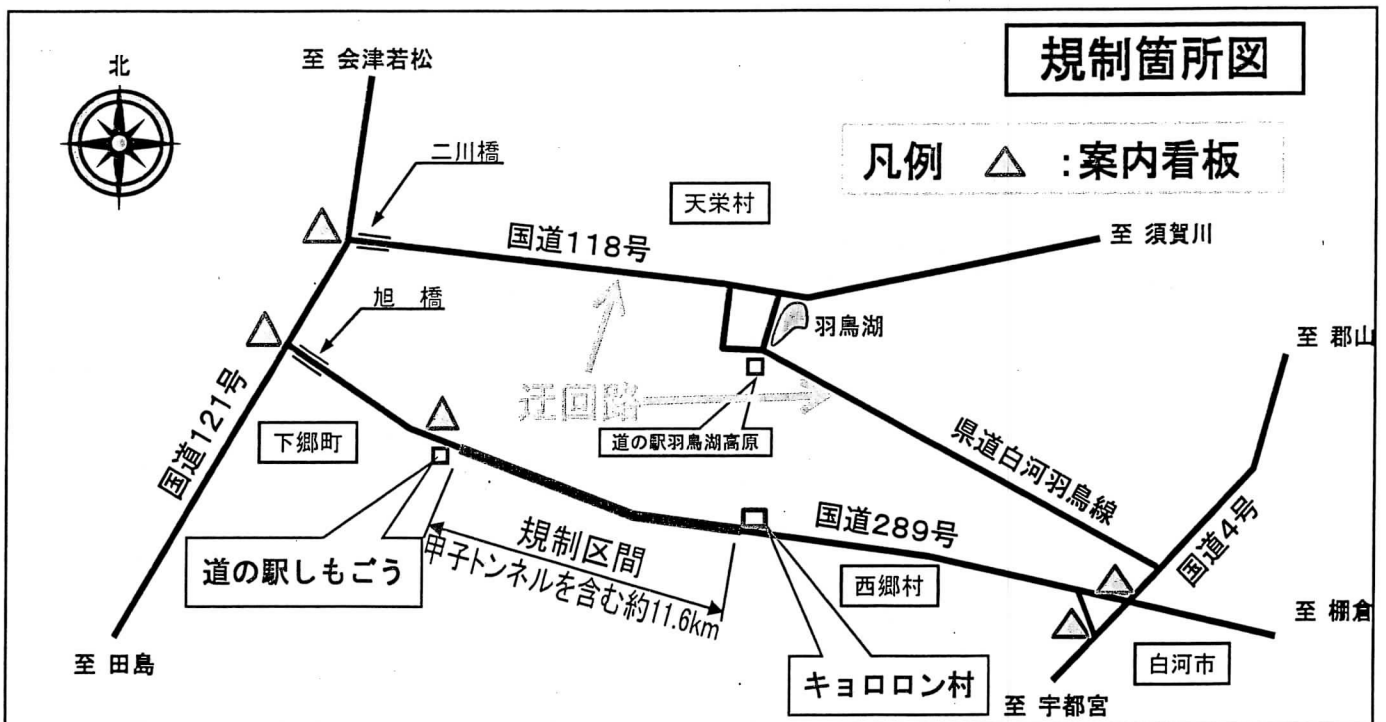 規制箇所図
北
至 会津若松
凡例 △ :案内看板
二川橋
天栄村
国道118号
至 須賀川
旭 橋
羽鳥湖
至 郡山
迂回路
国道121号
下郷町
道の駅羽鳥湖高原
県道白河羽鳥線
国道4号
国道289号
道の駅しもごう
規制区間
甲子トンネルを含む約11.6km
西郷村
至 棚倉
至 田島
キョロロン村
白河市
至 宇都宮